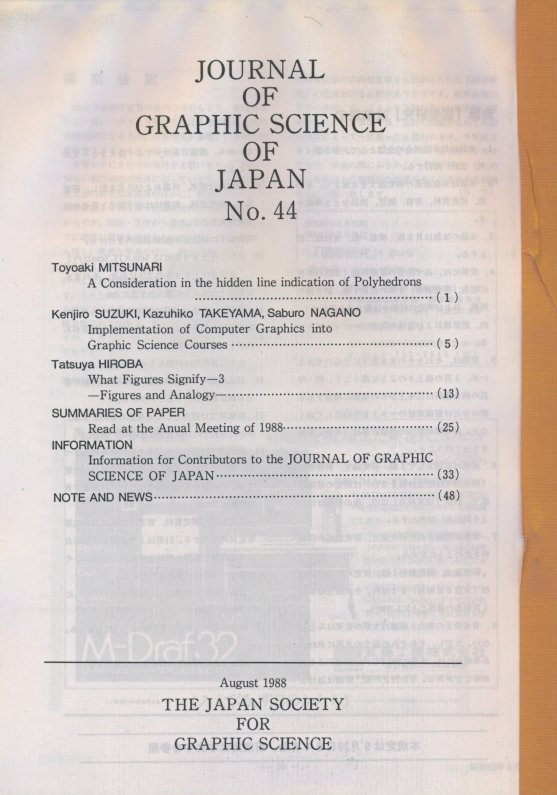 JOURNAL
OF
GRAPHIC SCIENCE
OF
JAPAN
No. 44
Toyoaki MITSUNARI
A Consideration in the hidden line indication of Polyhedrons
(1)
Kenjiro SUZUKI, Kazuhiko TAKEYAMA, Saburo NAGANO
Implementation of Computer Graphics into
Graphic Science Courses (5)
Tatsuya HIROBA
What Figures Signify—3
—Figures and Analogy— (13)
SUMMARIES OF PAPER
Read at the Anual Meeting of 1988 (25)
INFORMATION
Information for Contributors to the JOURNAL OF GRAPHIC
SCIENCE OF JAPAN (33)
NOTE AND NEWS (48)
M-Draf32
August 1988
THE JAPAN SOCIETY
FOR
GRAPHIC SCIENCE